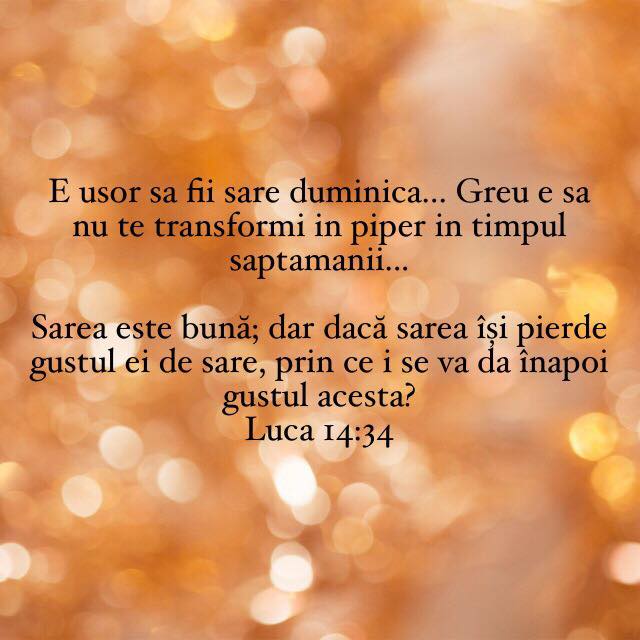 E usor sa fii sare duminica... Greu e sa
nu te transformi in piper in timpul
saptamanii...
Sarea este bună; dar dacă sarea își pierde
gustul ei de sare, prin ce i se va da înapoi
gustul acesta?
Luca 14:34